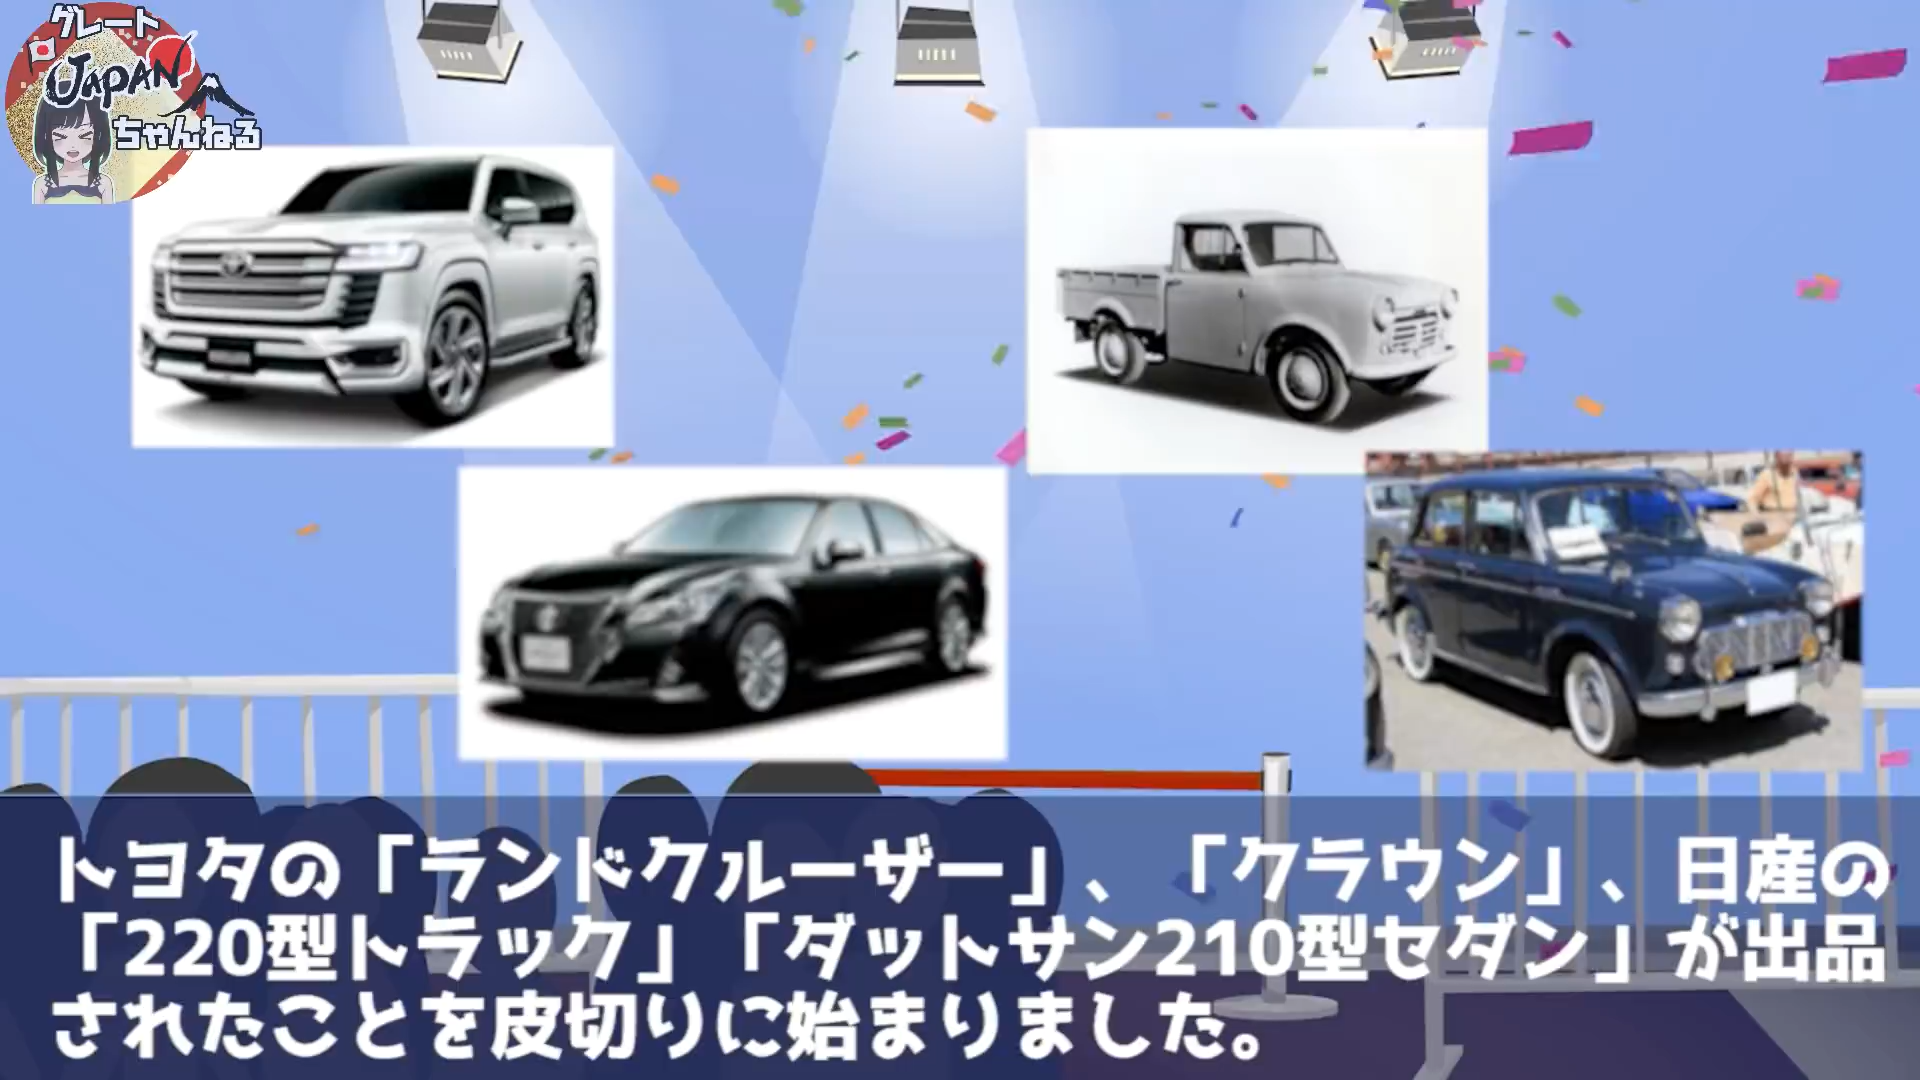 グレート
JAPAN
ちゃんねる
トヨタの「ランドクルーザー」、「クラウン」、日産の
「220型トラック」「ダットサン210型セダン」が出品
されたことを皮切りに始まりました。